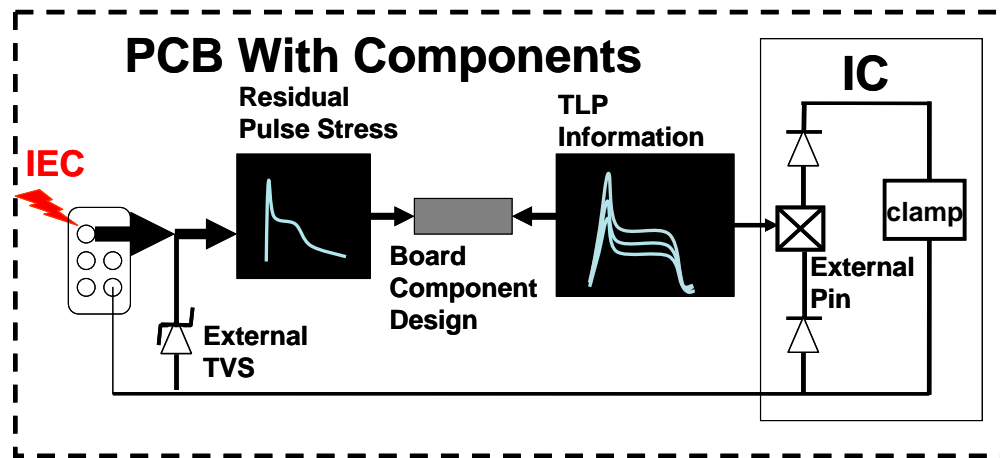 PCB With Components
IC
Residual
Pulse Stress
TLP
Information
IEC
clamp
Board
Component
Design
External
Pin
External
TVS